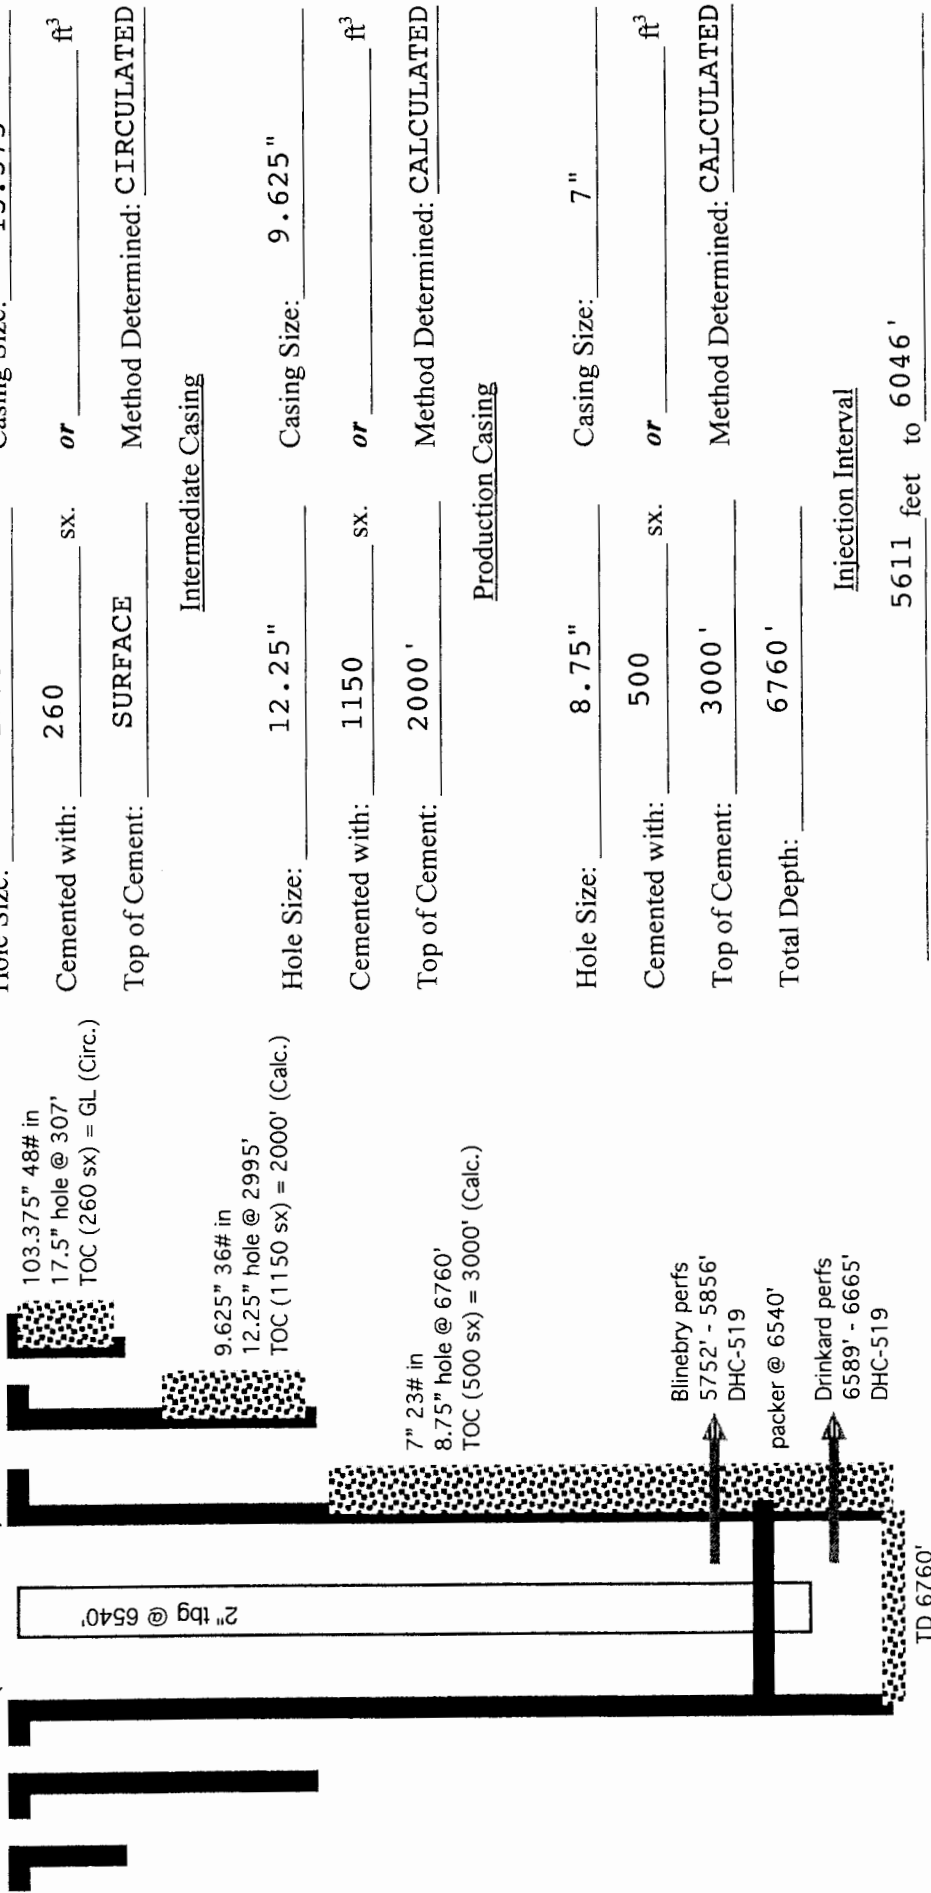 103.375" 48# in
17.5" hole @ 307'
TOC (260 sx) = GL (Circ.)
9.625" 36# in
12.25" hole @ 2995'
TOC (1150 sx) = 2000' (Calc.)
7" 23# in
8.75" hole @ 6760'
TOC (500 sx) = 3000' (Calc.)
2" tbg @ 6540'
Blinebry perfs
5752' - 5856'
DHC-519
packer @ 6540'
Drinkard perfs
6589' - 6665'
DHC-519
TD 6760'
Hole Size: Casing Size:
Cemented with: 260 sx. or ft³
Top of Cement: SURFACE Method Determined: CIRCULATED
Intermediate Casing
Hole Size: 12.25" Casing Size: 9.625"
Cemented with: 1150 sx. or ft³
Top of Cement: 2000' Method Determined: CALCULATED
Production Casing
Hole Size: 8.75" Casing Size: 7"
Cemented with: 500 sx. or ft³
Top of Cement: 3000' Method Determined: CALCULATED
Total Depth: 6760'
Injection Interval
5611 feet to 6046'